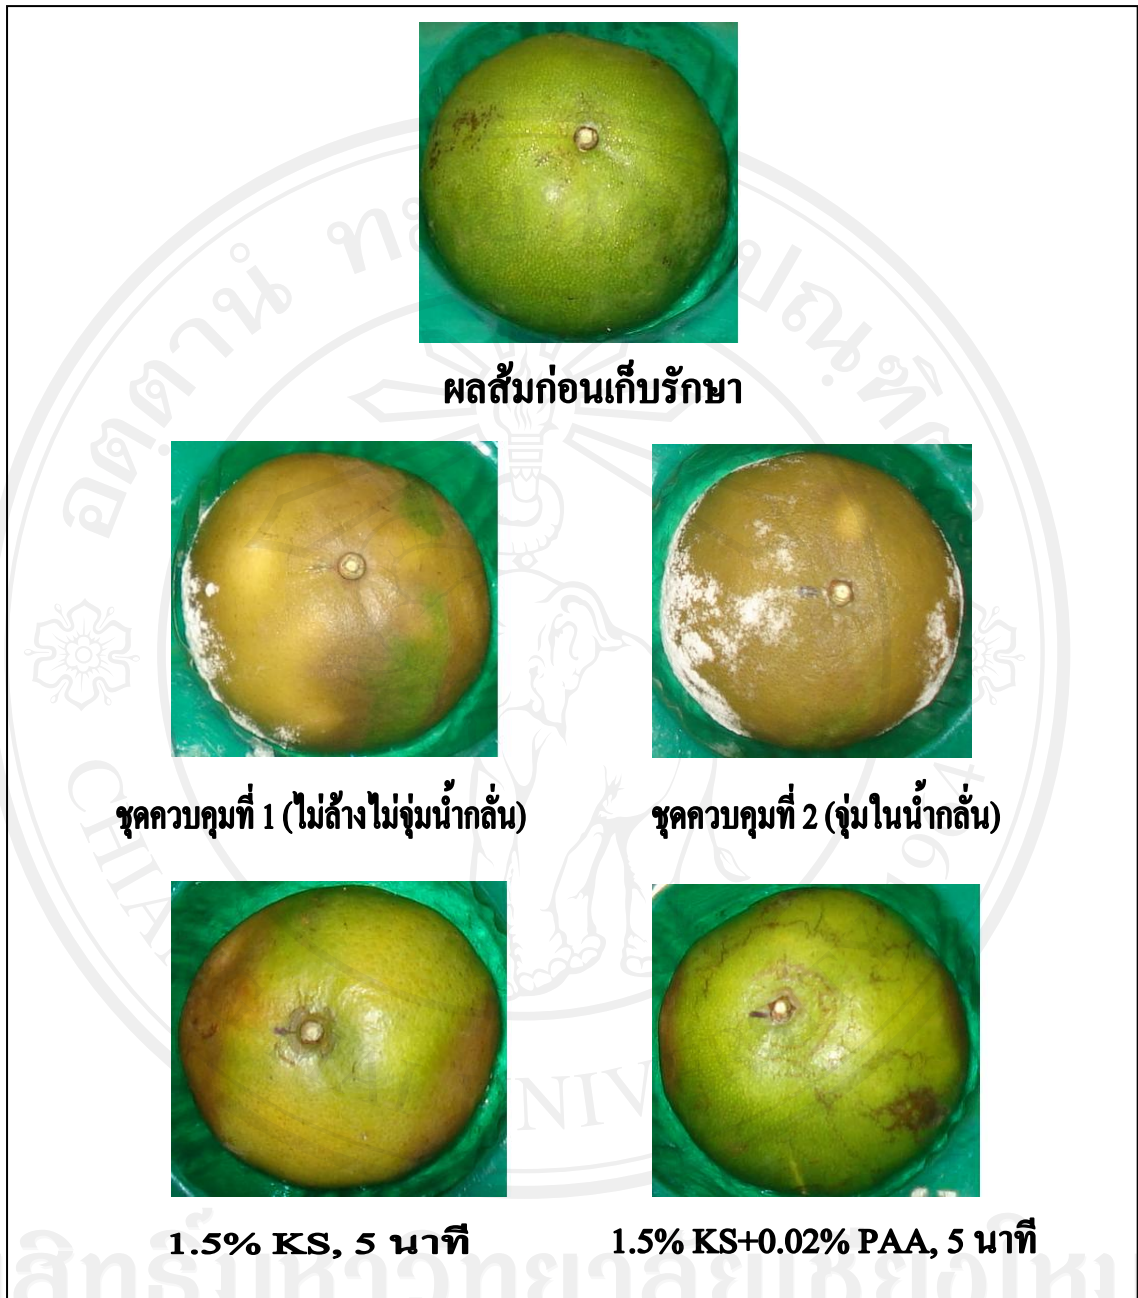 ผลส้มก่อนเก็บรักษา
ชุดควบคุมที่ 1 (ไม่ล้างไม่จุ่มน้ำกลั่น)
ชุดควบคุมที่ 2 (จุ่มในน้ำกลั่น)
1.5% KS, 5 นาที
1.5% KS+0.02% PAA, 5 นาที